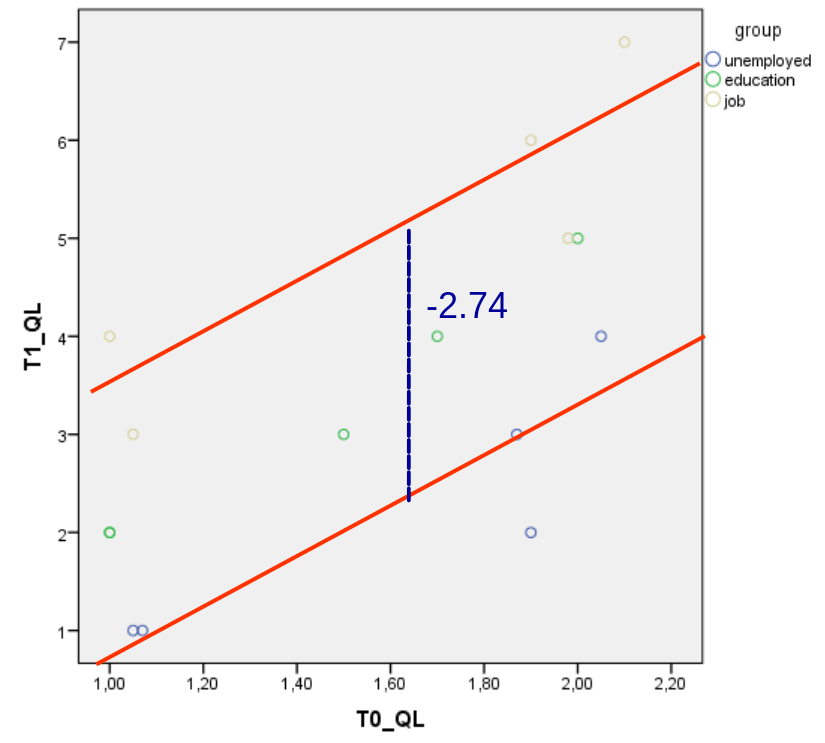 group
unemployed
education
job
7
6
5
4
3
2
1
T1_QL
-2.74
1,00 1,20 1,40 1,60 1,80 2,00 2,20
T0_QL